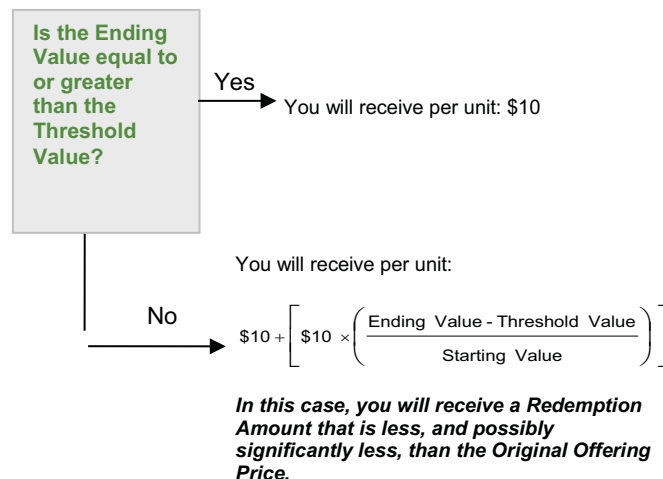 Is the Ending
Value equal to
or greater
than the
Threshold
Value?
Yes
You will receive per unit: $10
You will receive per unit:
No
$10 + [ $10 × ( Ending Value - Threshold Value
Starting Value ) ]
In this case, you will receive a Redemption
Amount that is less, and possibly
significantly less, than the Original Offering
Price.